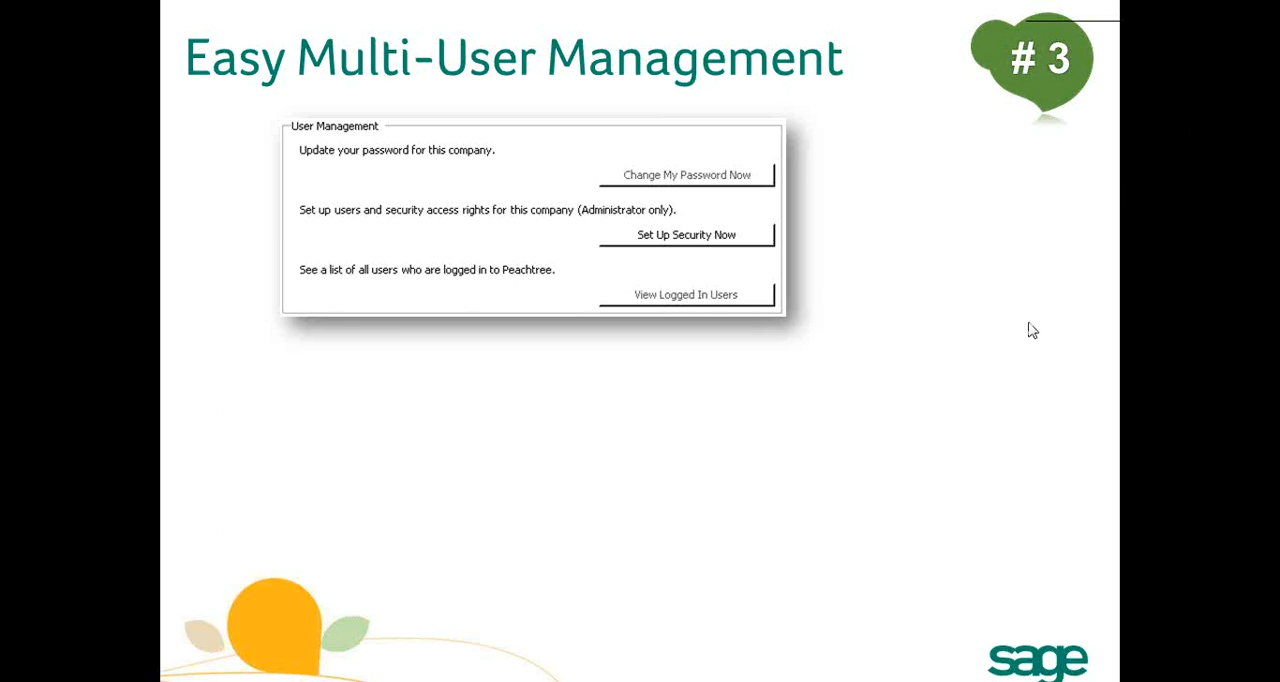 Easy Multi-User Management
# 3
User Management
Update your password for this company.
Change My Password Now
Set up users and security access rights for this company (Administrator only).
Set Up Security Now
See a list of all users who are logged in to Peachtree.
View Logged In Users
sage